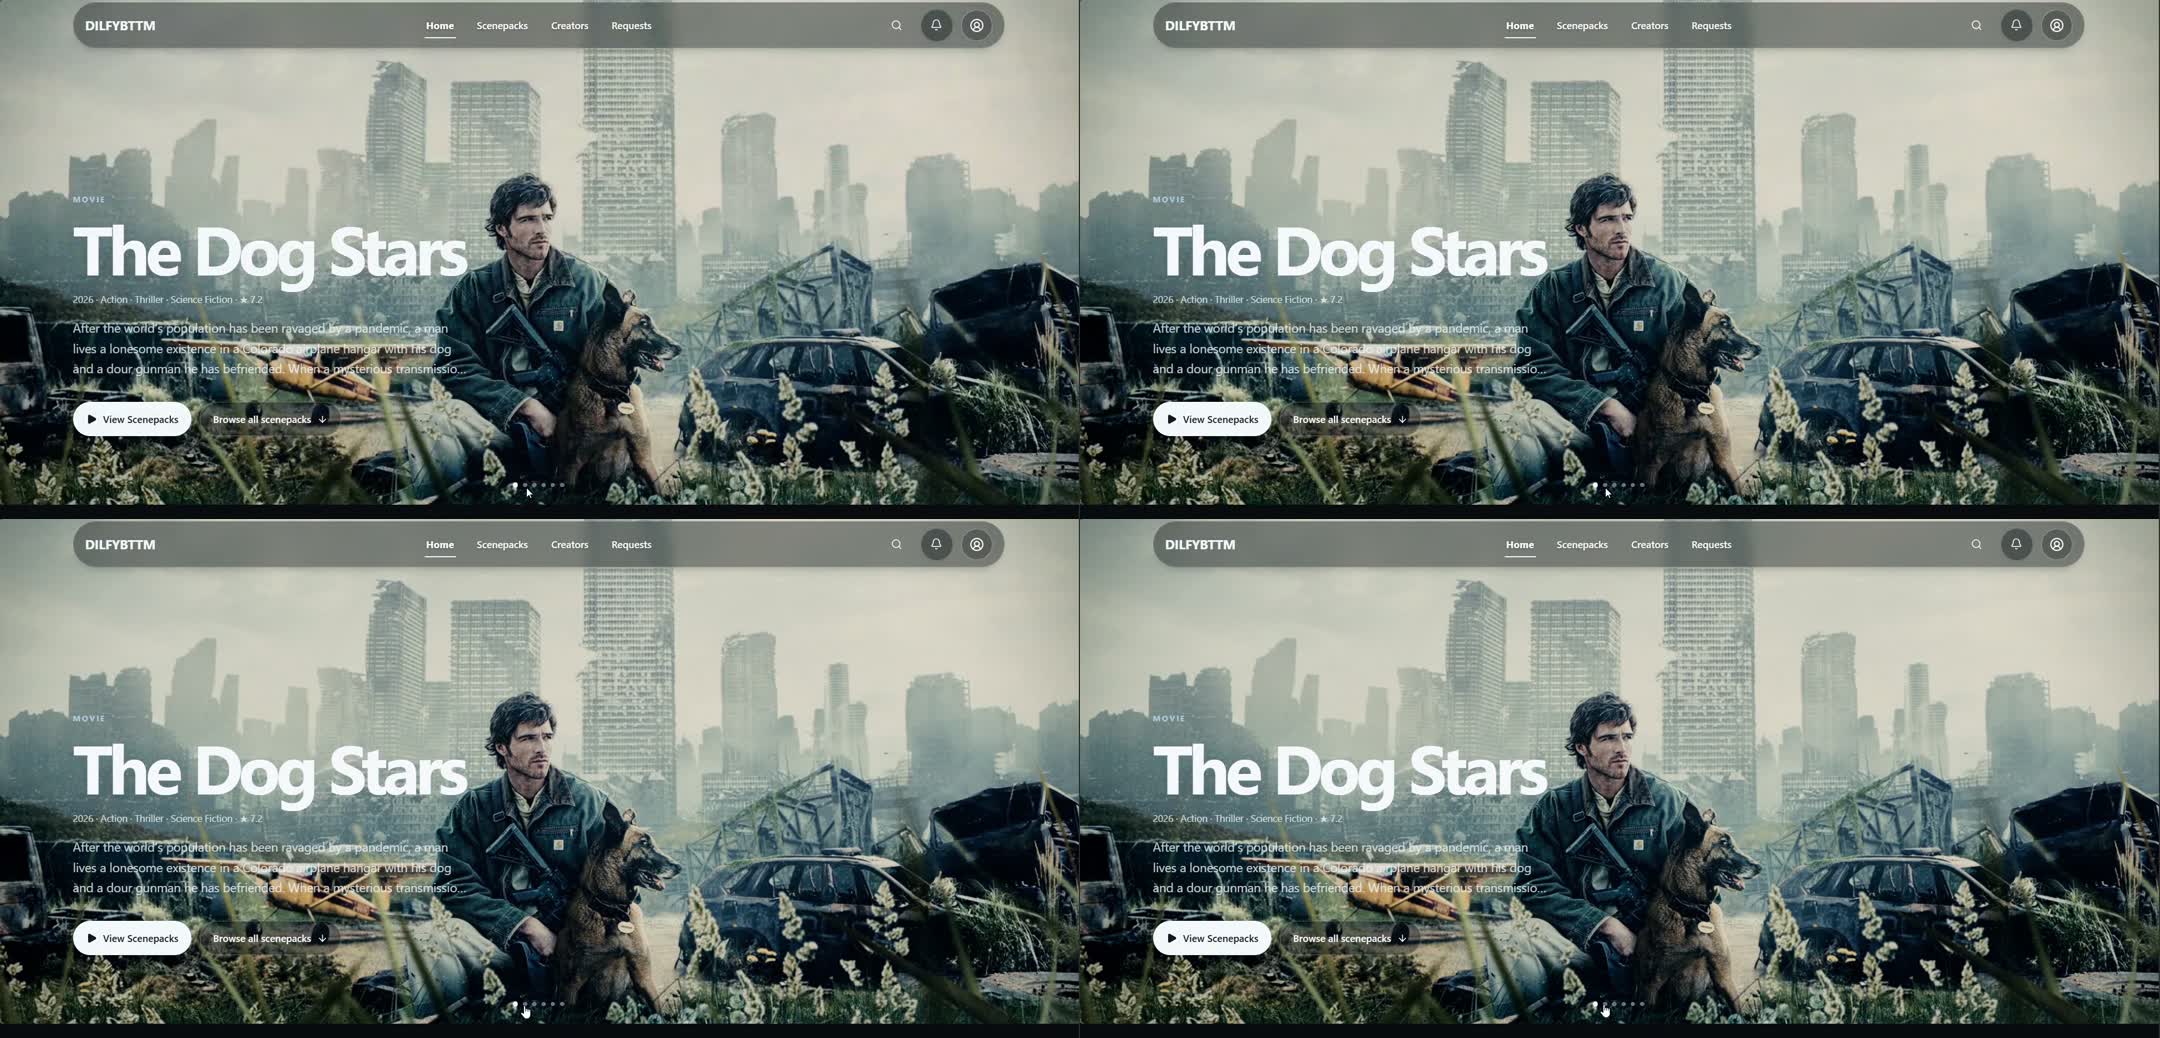 DILFYBTTM Home Scenepacks Creators Requests
MOVIE
The Dog Stars
2026 · Action · Thriller · Science Fiction · ★ 7.2
After the world's population has been ravaged by a pandemic, a man
lives a lonesome existence in a Colorado airplane hangar with his dog
and a dour gunman he has befriended. When a mysterious transmissio...
View Scenepacks Browse all scenepacks ↓
DILFYBTTM Home Scenepacks Creators Requests
MOVIE
The Dog Stars
2026 · Action · Thriller · Science Fiction · ★ 7.2
After the world's population has been ravaged by a pandemic, a man
lives a lonesome existence in a Colorado airplane hangar with his dog
and a dour gunman he has befriended. When a mysterious transmissio...
View Scenepacks Browse all scenepacks ↓
DILFYBTTM Home Scenepacks Creators Requests
MOVIE
The Dog Stars
2026 · Action · Thriller · Science Fiction · ★ 7.2
After the world's population has been ravaged by a pandemic, a man
lives a lonesome existence in a Colorado airplane hangar with his dog
and a dour gunman he has befriended. When a mysterious transmissio...
View Scenepacks Browse all scenepacks ↓
DILFYBTTM Home Scenepacks Creators Requests
MOVIE
The Dog Stars
2026 · Action · Thriller · Science Fiction · ★ 7.2
After the world's population has been ravaged by a pandemic, a man
lives a lonesome existence in a Colorado airplane hangar with his dog
and a dour gunman he has befriended. When a mysterious transmissio...
View Scenepacks Browse all scenepacks ↓